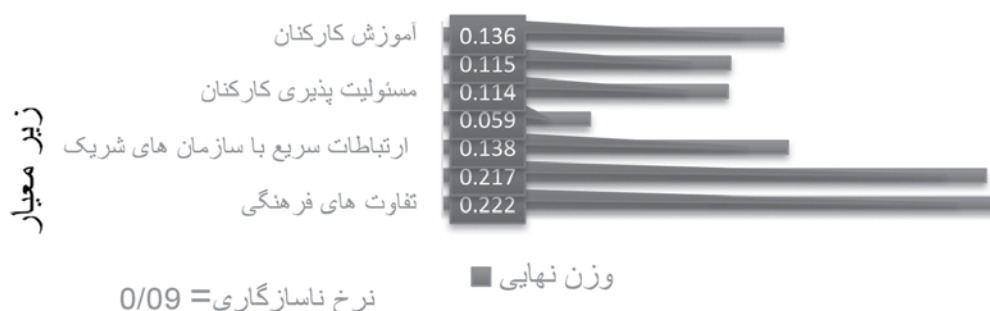 آموزش کارکنان 0.136
0.115
مسئولیت پذیری کارکنان 0.114
0.059
ارتباطات سریع با سازمان های شریک 0.138
0.217
تفاوت های فرهنگی 0.222
زیر معیار
وزن نهایی
نرخ ناسازگاری= 0/09